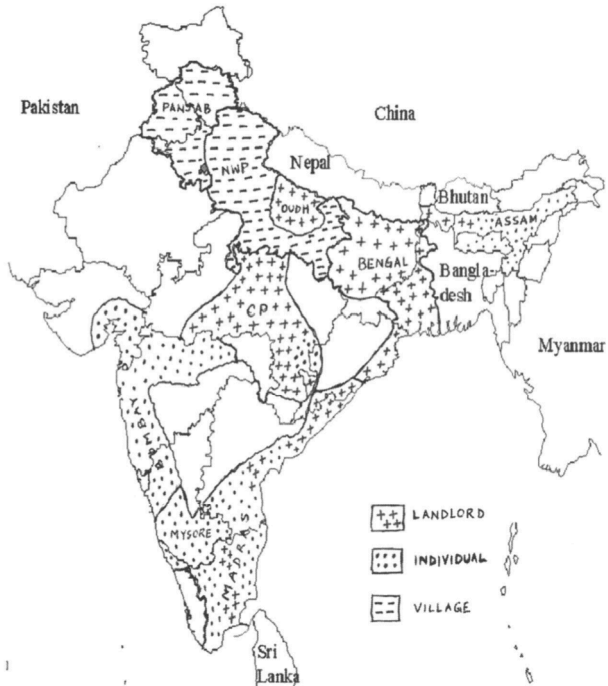 Pakistan
China
PANJAB
NWP
Nepal
OUDH
Bhutan
ASSAM
BENGAL
Bangla-
desh
CP
Myanmar
BOMBAY
MYSORE
MADRAS
LANDLORD
INDIVIDUAL
VILLAGE
Sri
Lanka